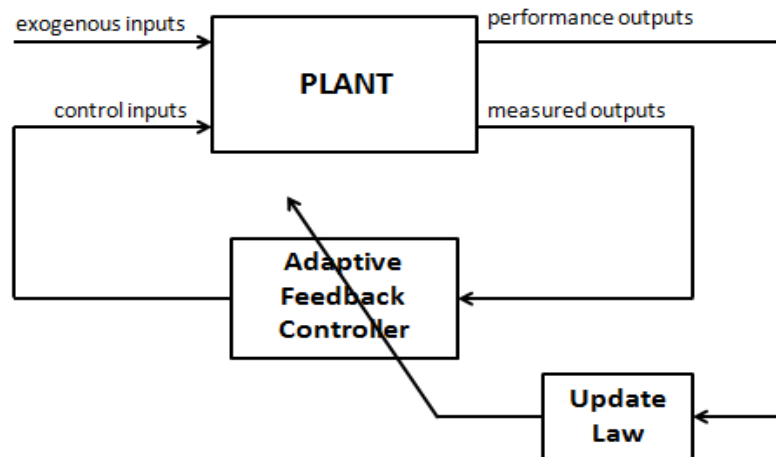 exogenous inputs
performance outputs
PLANT
control inputs
measured outputs
Adaptive
Feedback
Controller
Update
Law